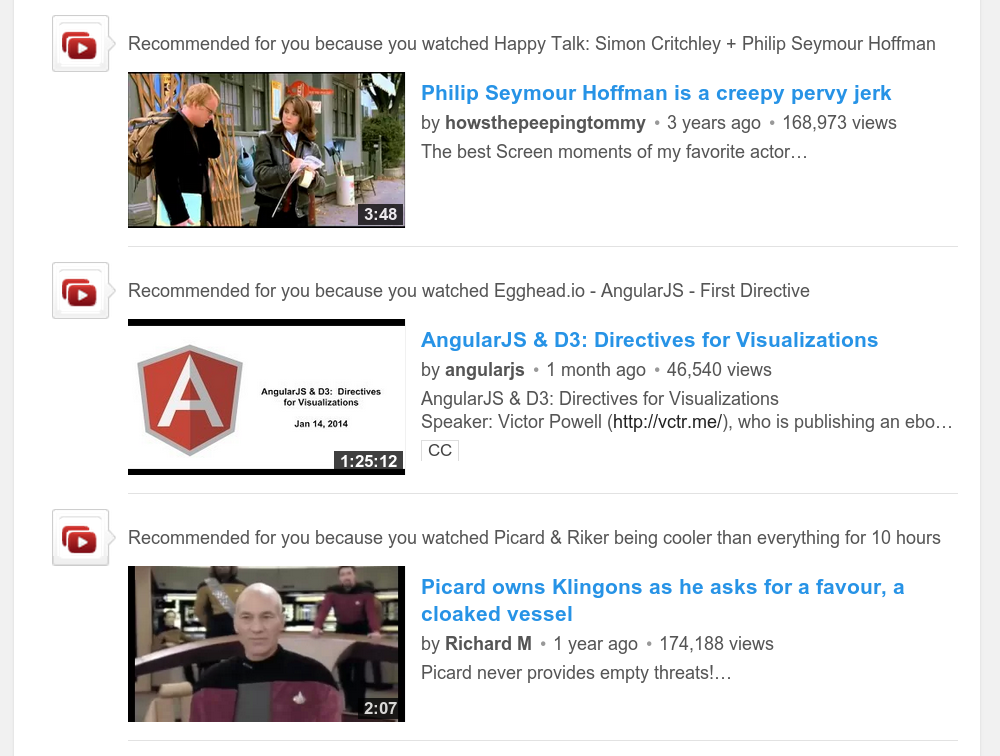 Recommended for you because you watched Happy Talk: Simon Critchley + Philip Seymour Hoffman
Philip Seymour Hoffman is a creepy pervy jerk
by howsthepeepingtommy • 3 years ago • 168,973 views
The best Screen moments of my favorite actor…
3:48
Recommended for you because you watched Egghead.io - AngularJS - First Directive
A
AngularJS & D3: Directives
for Visualizations
Jan 14, 2014
1:25:12
AngularJS & D3: Directives for Visualizations
by angularjs • 1 month ago • 46,540 views
AngularJS & D3: Directives for Visualizations
Speaker: Victor Powell (http://vctr.me/), who is publishing an ebo…
CC
Recommended for you because you watched Picard & Riker being cooler than everything for 10 hours
Picard owns Klingons as he asks for a favour, a
cloaked vessel
by Richard M • 1 year ago • 174,188 views
Picard never provides empty threats!…
2:07